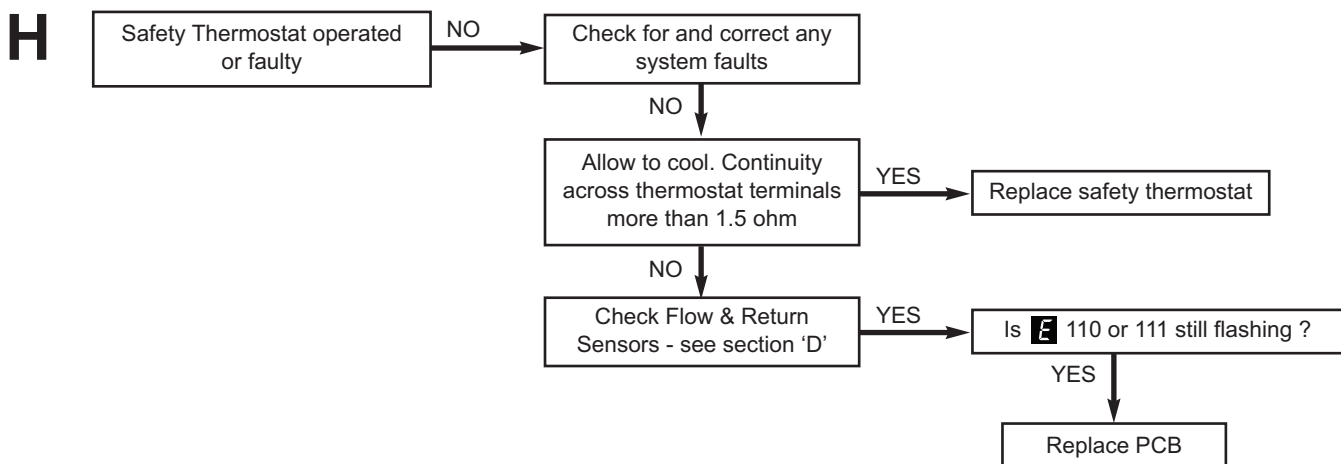 H
Safety Thermostat operated
or faulty
NO
Check for and correct any
system faults
NO
Allow to cool. Continuity
across thermostat terminals
more than 1.5 ohm
YES
Replace safety thermostat
NO
Check Flow & Return
Sensors - see section ‘D’
YES
Is E 110 or 111 still flashing ?
YES
Replace PCB